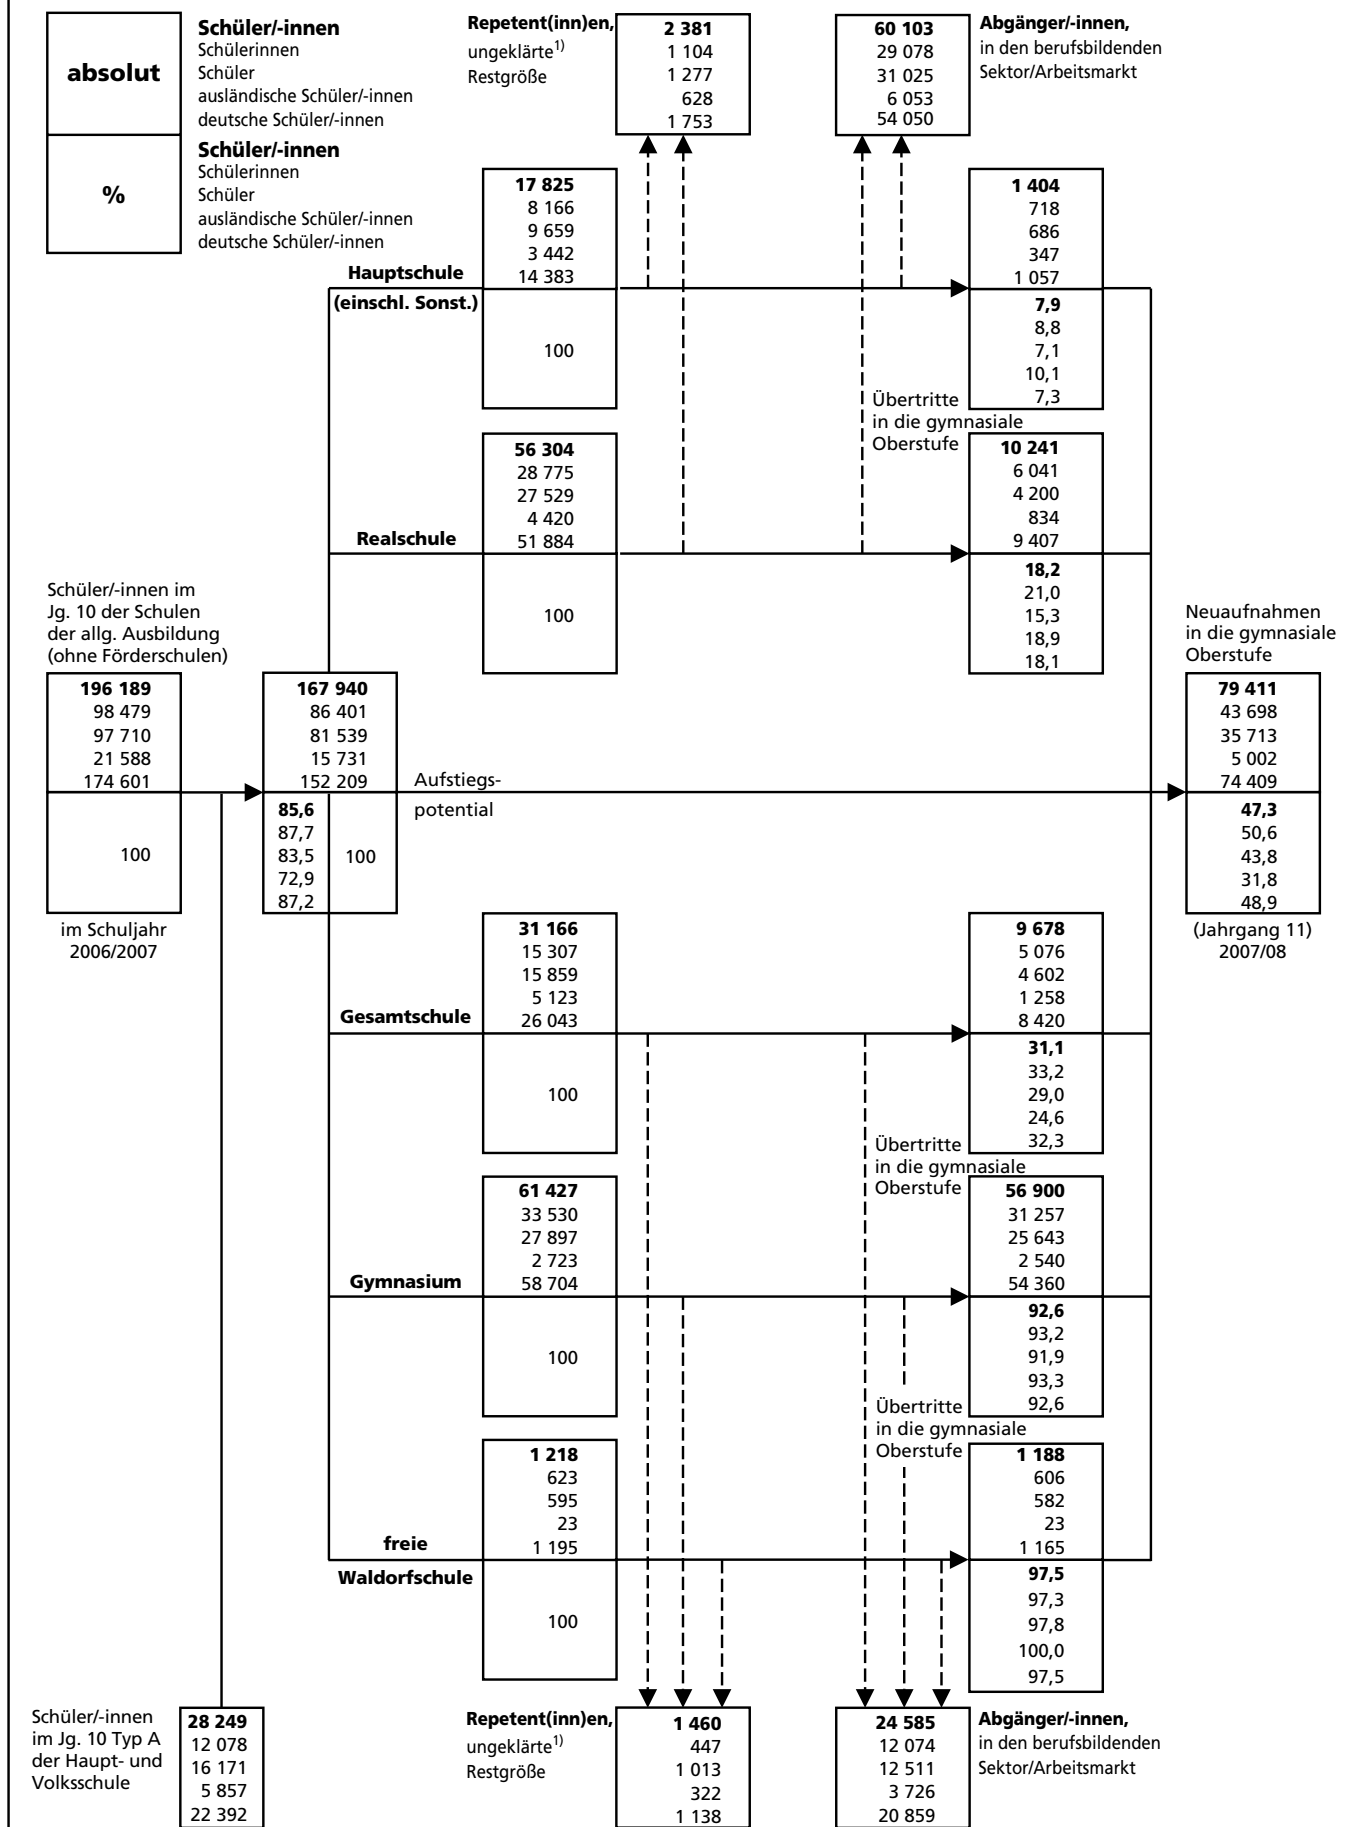 absolut
Schüler/-innen
Schülerinnen
Schüler
ausländische Schüler/-innen
deutsche Schüler/-innen
%
Schüler/-innen
Schülerinnen
Schüler
ausländische Schüler/-innen
deutsche Schüler/-innen
Repetent(inn)en,
ungeklärte1)
Restgröße
2 381
1 104
1 277
628
1 753
60 103
29 078
31 025
6 053
54 050
Abgänger/-innen,
in den berufsbildenden
Sektor/Arbeitsmarkt
Hauptschule
(einschl. Sonst.)
17 825
8 166
9 659
3 442
14 383
100
1 404
718
686
347
1 057
7,9
8,8
7,1
10,1
7,3
Übertritte
in die gymnasiale
Oberstufe
Realschule
56 304
28 775
27 529
4 420
51 884
100
10 241
6 041
4 200
834
9 407
18,2
21,0
15,3
18,9
18,1
Schüler/-innen im
Jg. 10 der Schulen
der allg. Ausbildung
(ohne Förderschulen)
196 189
98 479
97 710
21 588
174 601
100
im Schuljahr
2006/2007
167 940
86 401
81 539
15 731
152 209
85,6
87,7
83,5
72,9
87,2
100
Aufstiegs-
potential
Neuaufnahmen
in die gymnasiale
Oberstufe
79 411
43 698
35 713
5 002
74 409
47,3
50,6
43,8
31,8
48,9
(Jahrgang 11)
2007/08
Gesamtschule
31 166
15 307
15 859
5 123
26 043
100
9 678
5 076
4 602
1 258
8 420
31,1
33,2
29,0
24,6
32,3
Übertritte
in die gymnasiale
Oberstufe
Gymnasium
61 427
33 530
27 897
2 723
58 704
100
56 900
31 257
25 643
2 540
54 360
92,6
93,2
91,9
93,3
92,6
Übertritte
in die gymnasiale
Oberstufe
freie
Waldorfschule
1 218
623
595
23
1 195
100
1 188
606
582
23
1 165
97,5
97,3
97,8
100,0
97,5
Schüler/-innen
im Jg. 10 Typ A
der Haupt- und
Volksschule
28 249
12 078
16 171
5 857
22 392
Repetent(inn)en,
ungeklärte1)
Restgröße
1 460
447
1 013
322
1 138
24 585
12 074
12 511
3 726
20 859
Abgänger/-innen,
in den berufsbildenden
Sektor/Arbeitsmarkt